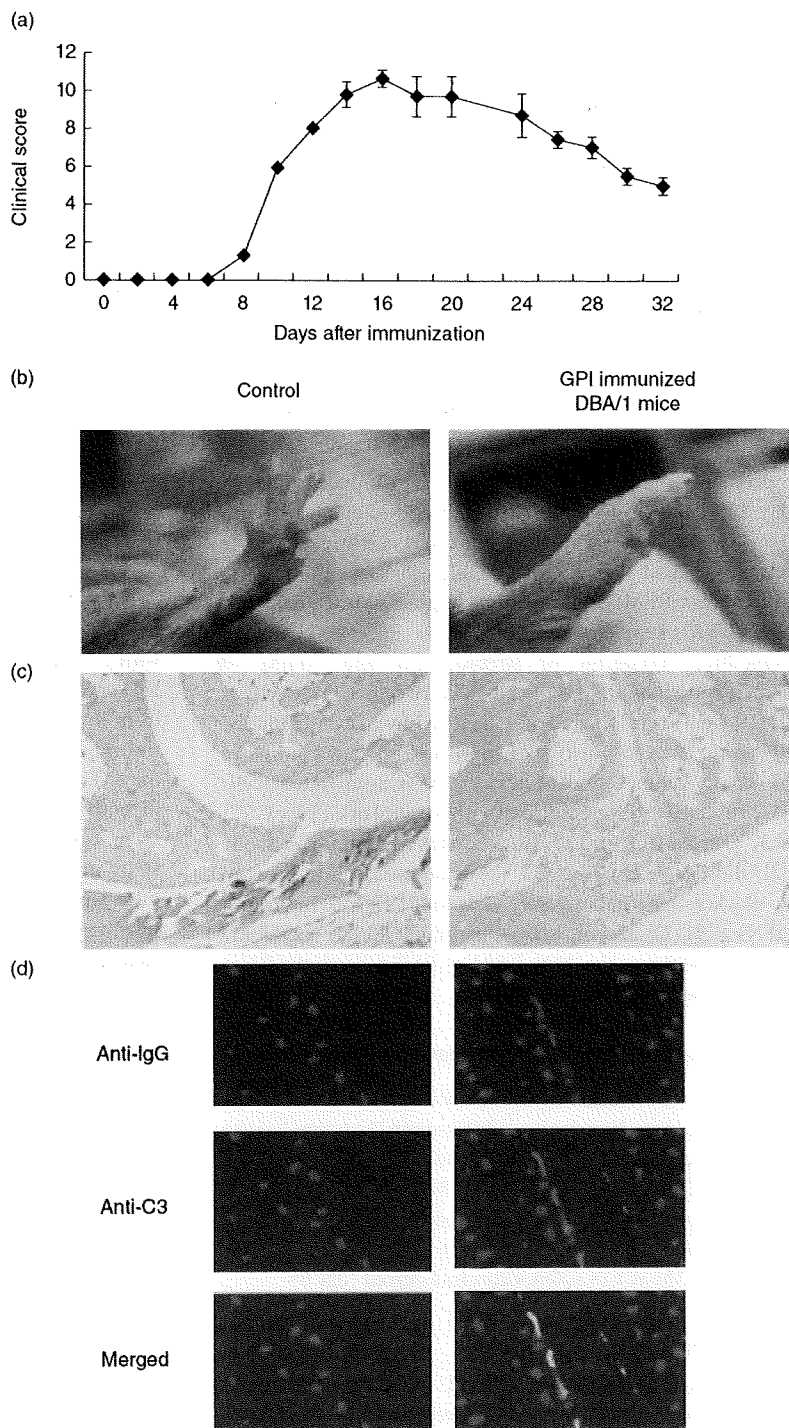 (a)
12
10
8
6
4
2
0
Clinical score
0 4 8 12 16 20 24 28 32
Days after immunization
(b)
Control
GPI immunized
DBA/1 mice
(c)
(d)
Anti-IgG
Anti-C3
Merged